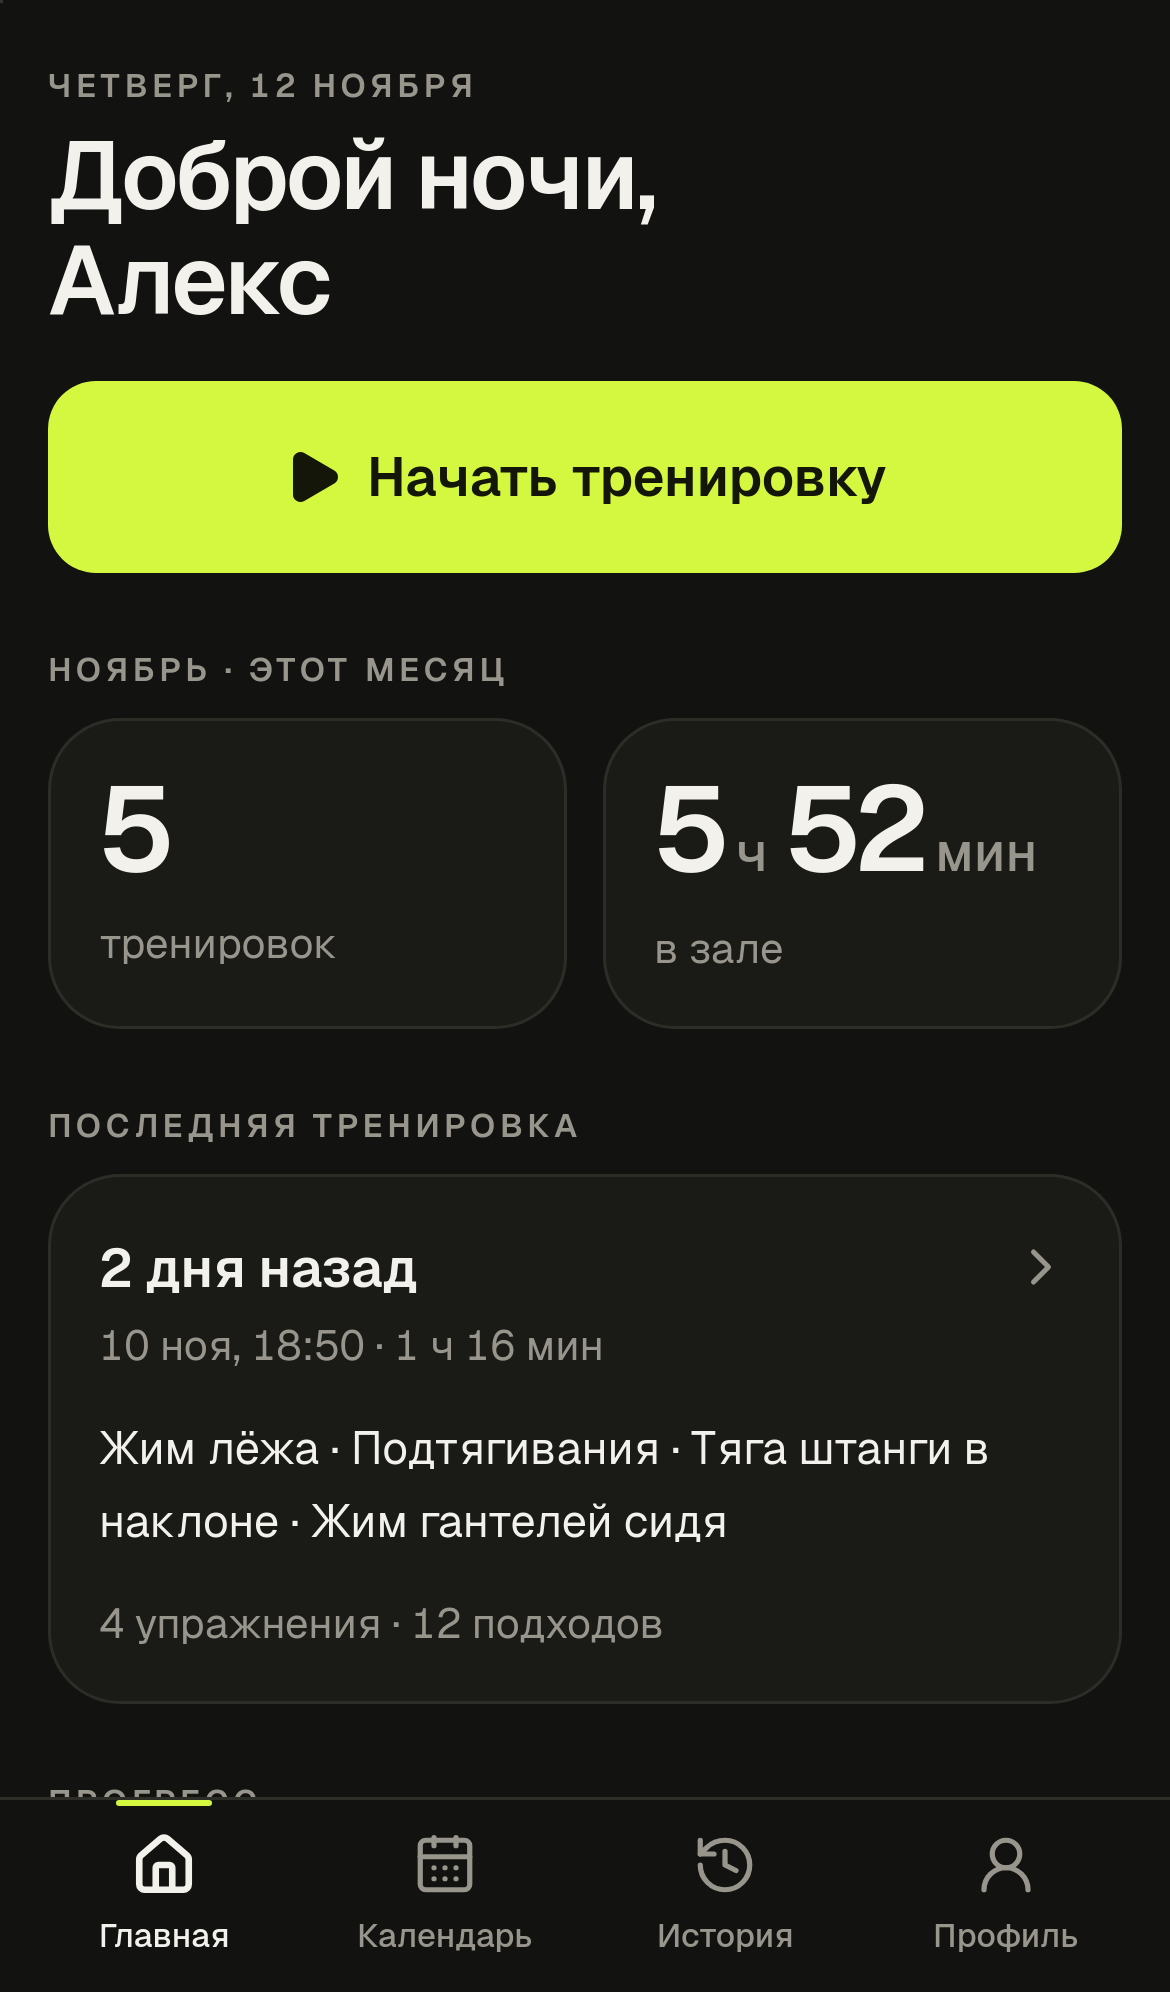 ЧЕТВЕРГ, 12 НОЯБРЯ
Доброй ночи,
Алекс
Начать тренировку
НОЯБРЬ · ЭТОТ МЕСЯЦ
5
тренировок
5 ч 52 мин
в зале
ПОСЛЕДНЯЯ ТРЕНИРОВКА
2 дня назад
10 ноя, 18:50 · 1 ч 16 мин
Жим лёжа · Подтягивания · Тяга штанги в
наклоне · Жим гантелей сидя
4 упражнения · 12 подходов
Главная
Календарь
История
Профиль